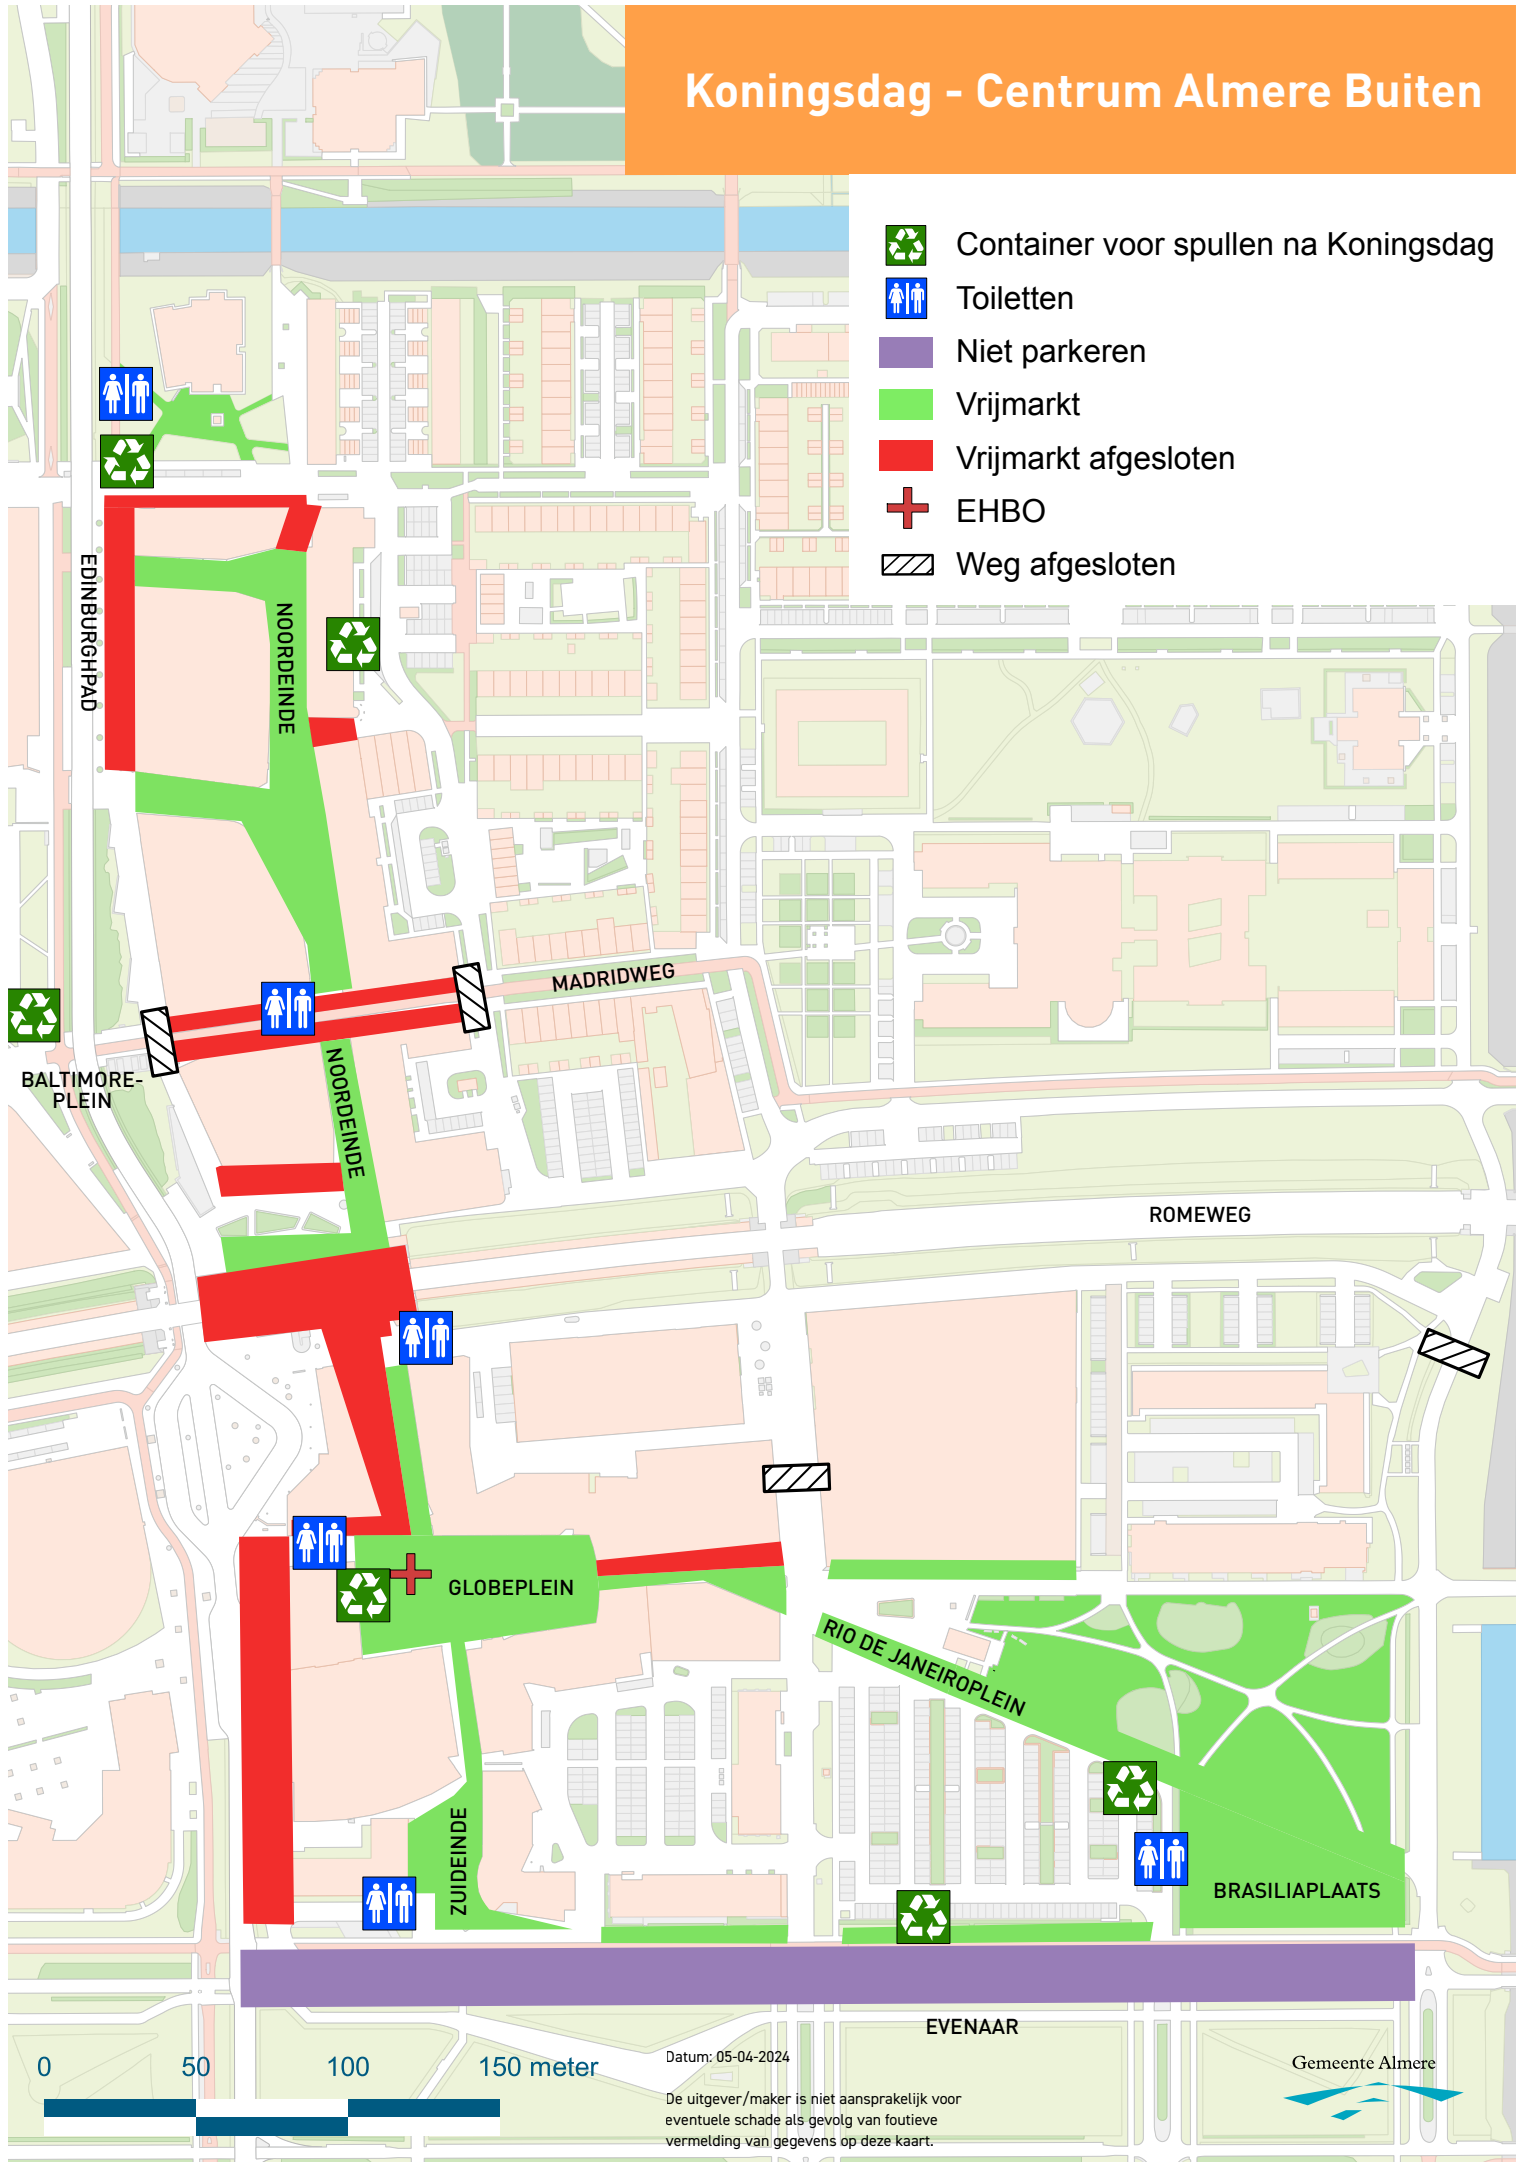 Koningsdag - Centrum Almere Buiten
Container voor spullen na Koningsdag
Toiletten
Niet parkeren
Vrijmarkt
Vrijmarkt afgesloten
EHBO
Weg afgesloten
EDINBURGHPAD
NOORDEINDE
MADRIDWEG
BALTIMORE-
PLEIN
NOORDEINDE
ROMEWEG
GLOBEPLEIN
RIO DE JANEIROPLEIN
ZUIDEINDE
BRASILIAPLAATS
EVENAAR
0 50 100 150 meter
Datum: 05-04-2024
De uitgever/maker is niet aansprakelijk voor
eventuele schade als gevolg van foutieve
vermelding van gegevens op deze kaart.
Gemeente Almere